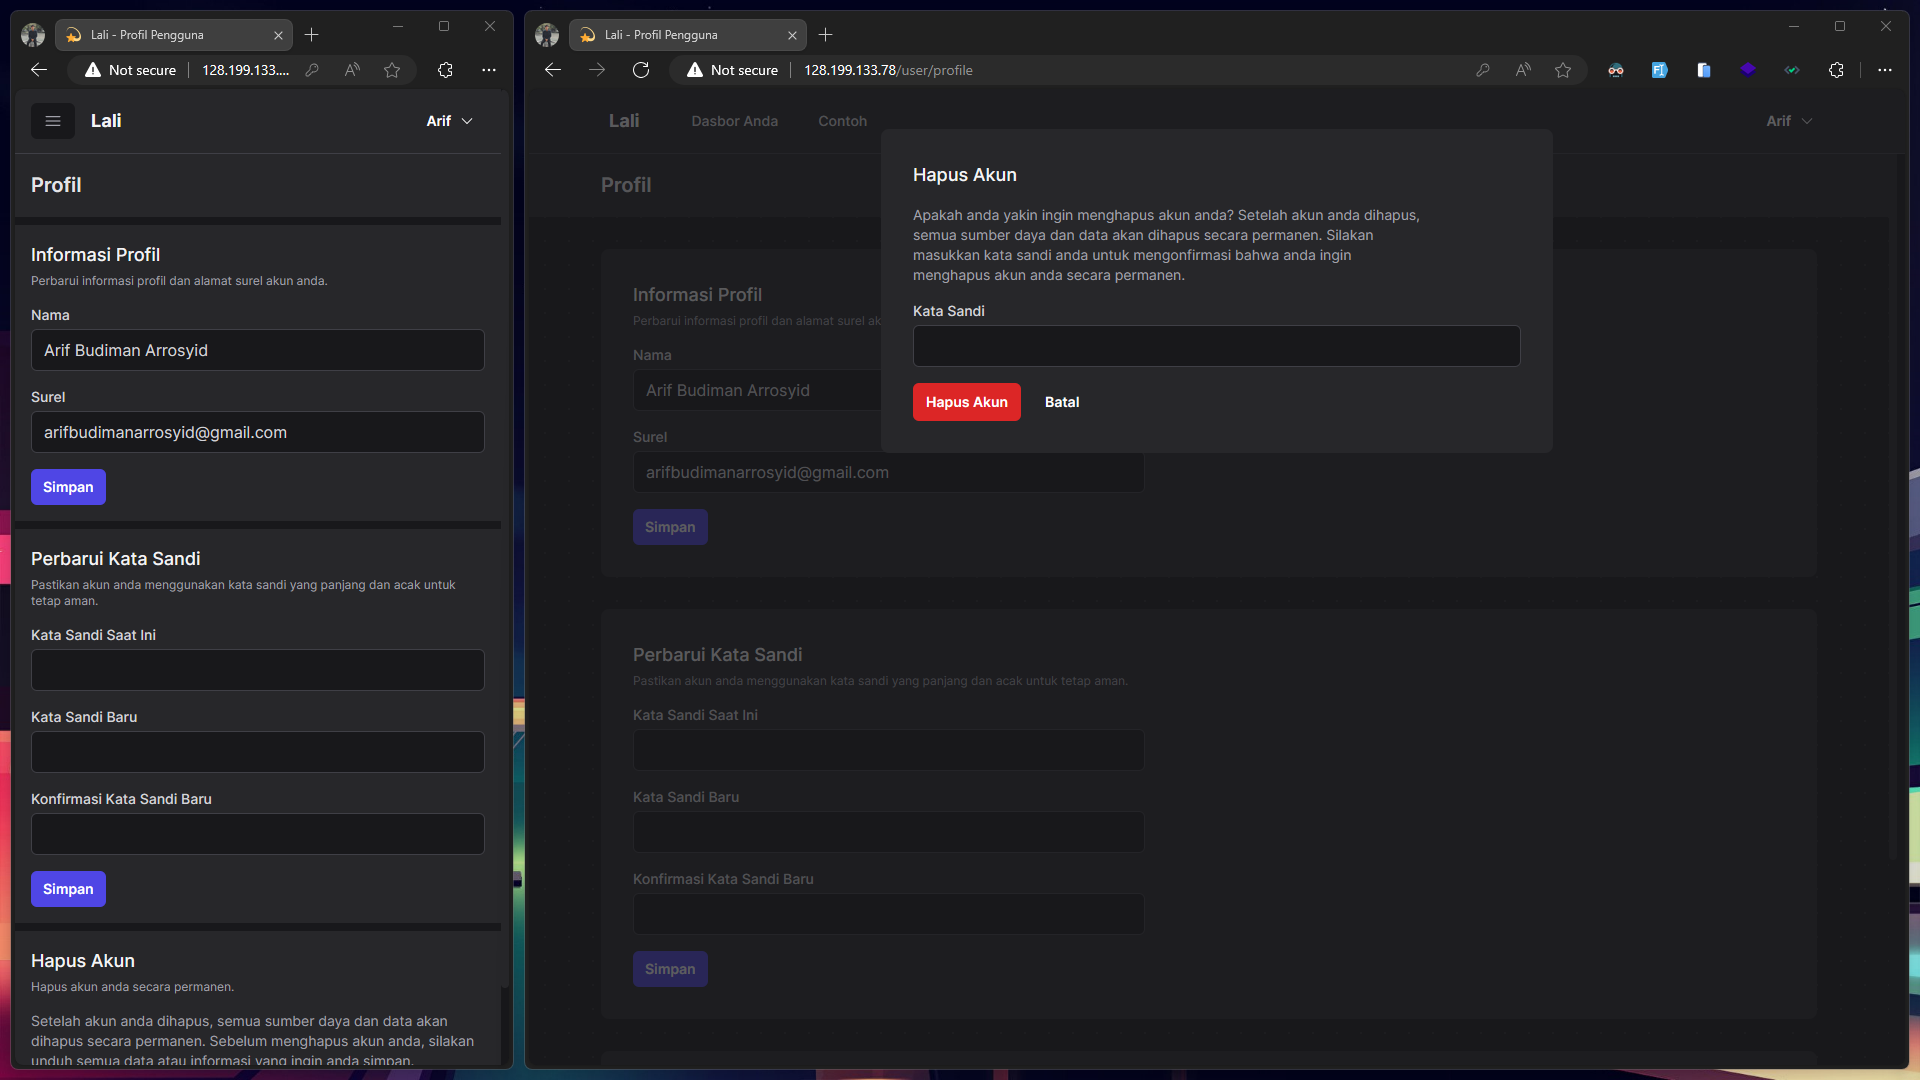 Lali - Profil Pengguna
Not secure
128.199.133....
Lali
Arif
Profil
Informasi Profil
Perbarui informasi profil dan alamat surel akun anda.
Nama
Arif Budiman Arrosyid
Surel
arifbudimanarrosyid@gmail.com
Simpan
Perbarui Kata Sandi
Pastikan akun anda menggunakan kata sandi yang panjang dan acak untuk
tetap aman.
Kata Sandi Saat Ini
Kata Sandi Baru
Konfirmasi Kata Sandi Baru
Simpan
Hapus Akun
Hapus akun anda secara permanen.
Setelah akun anda dihapus, semua sumber daya dan data akan
dihapus secara permanen. Sebelum menghapus akun anda, silakan
unduh semua data atau informasi yang ingin anda simpan.
Lali - Profil Pengguna
Not secure
128.199.133.78/user/profile
Lali
Dasbor Anda
Contoh
Arif
Profil
Hapus Akun
Apakah anda yakin ingin menghapus akun anda? Setelah akun anda dihapus,
semua sumber daya dan data akan dihapus secara permanen. Silakan
masukkan kata sandi anda untuk mengonfirmasi bahwa anda ingin
menghapus akun anda secara permanen.
Kata Sandi
Hapus Akun
Batal
Informasi Profil
Perbarui informasi profil dan alamat surel
Nama
Arif Budiman Arrosyid
Surel
arifbudimanarrosyid@gmail.com
Simpan
Perbarui Kata Sandi
Pastikan akun anda menggunakan kata sandi yang panjang dan acak untuk tetap aman.
Kata Sandi Saat Ini
Kata Sandi Baru
Konfirmasi Kata Sandi Baru
Simpan